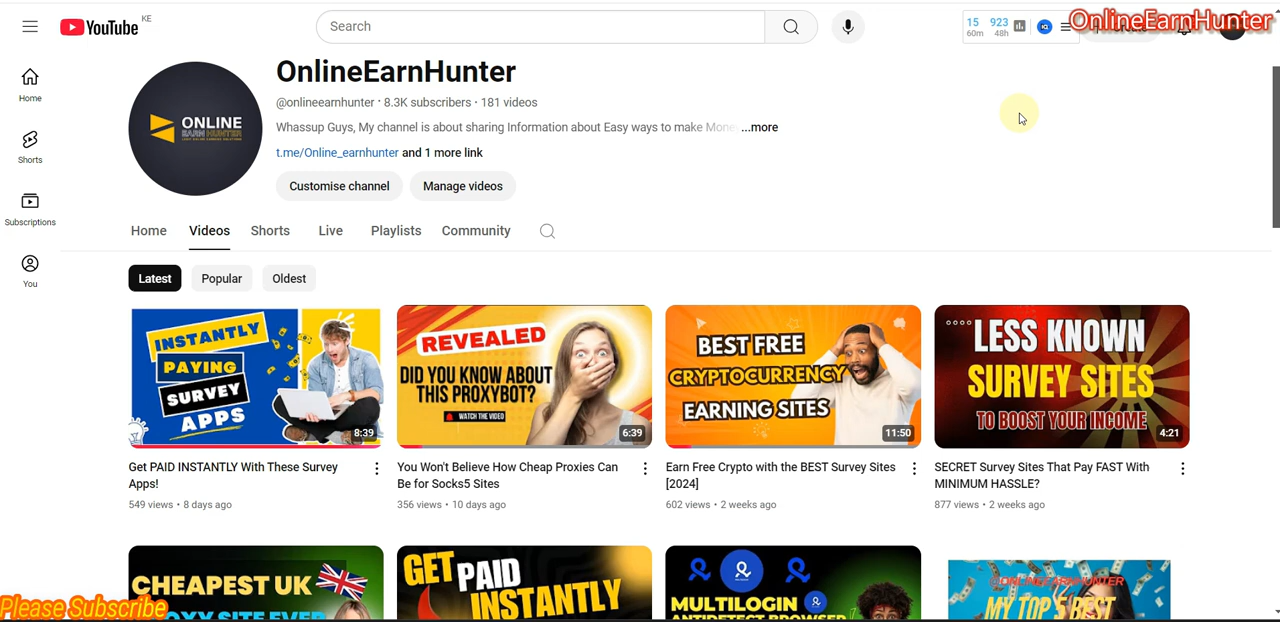 YouTube KE
Search
15 923
60m 48h
OnlineEarnHunter
Home
Shorts
Subscriptions
You
ONLINE
EARN HUNTER
OnlineEarnHunter
@onlineearnhunter · 8.3K subscribers · 181 videos
Whassup Guys, My channel is about sharing Information about Easy ways to make Mone ...more
t.me/Online_earnhunter and 1 more link
Customise channel Manage videos
Home Videos Shorts Live Playlists Community
Latest Popular Oldest
INSTANTLY
PAYING
SURVEY
APPS
8:39
Get PAID INSTANTLY With These Survey
Apps!
549 views • 8 days ago
REVEALED
DID YOU KNOW ABOUT
THIS PROXYBOT?
WATCH THE VIDEO
6:39
You Won't Believe How Cheap Proxies Can
Be for Socks5 Sites
356 views • 10 days ago
BEST FREE
CRYPTOCURRENCY
EARNING SITES
11:50
Earn Free Crypto with the BEST Survey Sites
[2024]
602 views • 2 weeks ago
LESS KNOWN
SURVEY SITES
TO BOOST YOUR INCOME
4:21
SECRET Survey Sites That Pay FAST With
MINIMUM HASSLE?
877 views • 2 weeks ago
CHEAPEST UK
PROXY SITE EVER
GET PAID
INSTANTLY
MULTILOGIN
ANTIDETECT BROWSER
@ONLINEEARNHUNTER
MY TOP 5 BEST
Please Subscribe